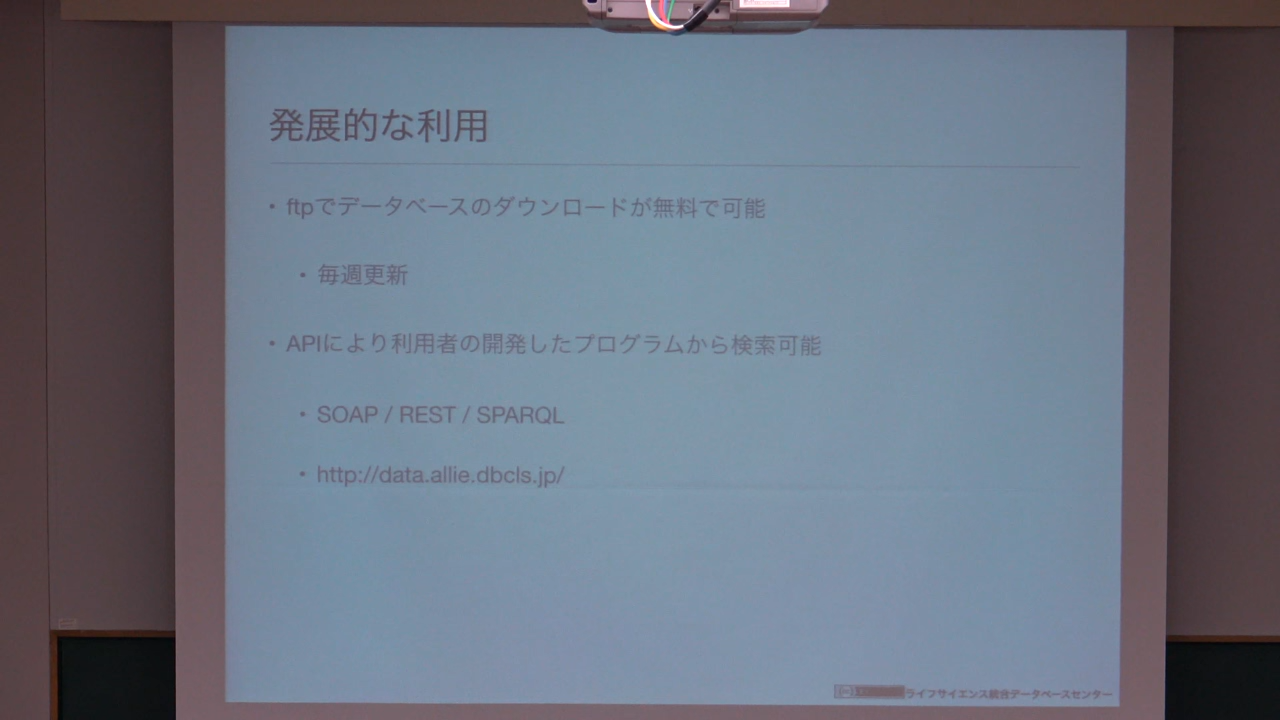 発展的な利用
・ftpでデータベースのダウンロードが無料で可能
・毎週更新
・APIにより利用者の開発したプログラムから検索可能
・SOAP / REST / SPARQL
・http://data.allie.dbcls.jp/
ライフサイエンス統合データベースセンター